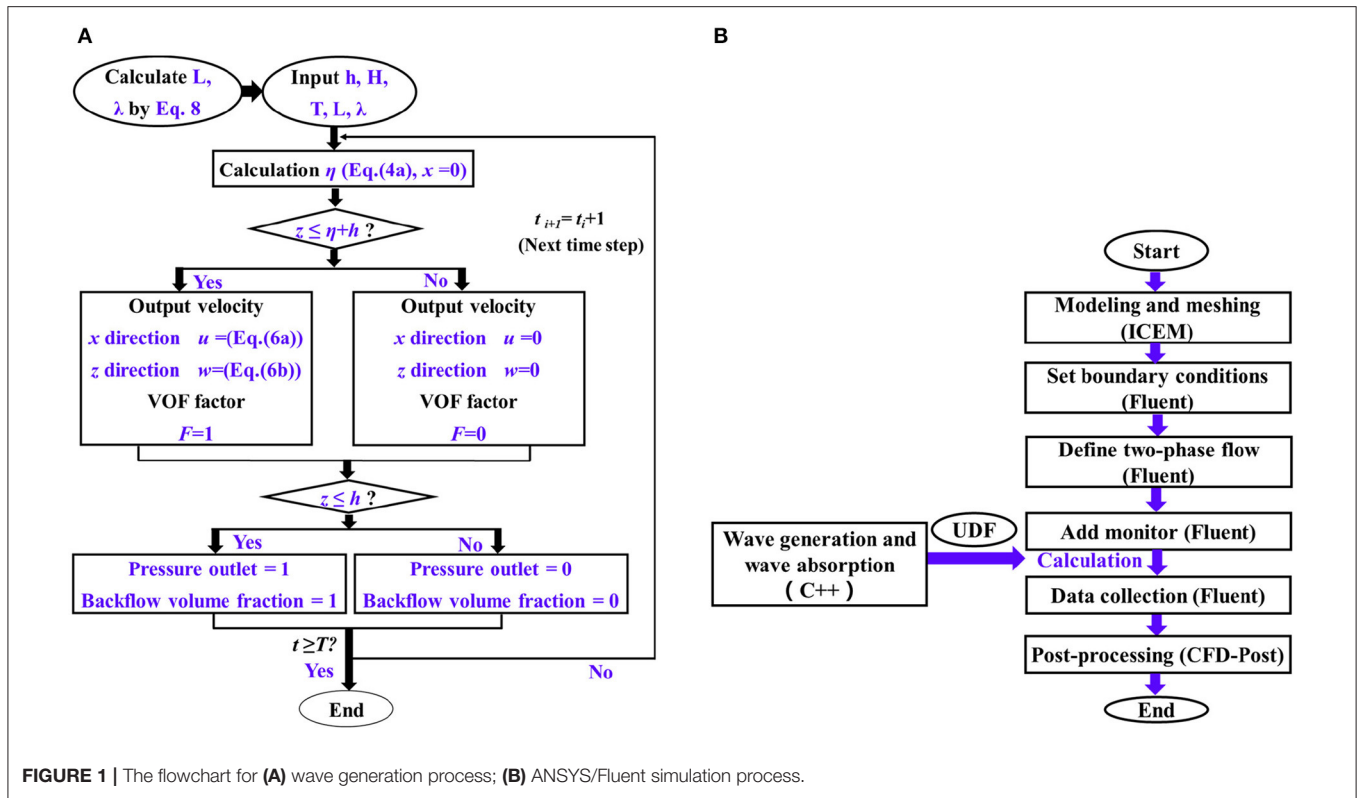 A
Calculate L,
λ by Eq. 8
Input h, H,
T, L, λ
Calculation η (Eq.(4a), x =0)
z ≤ η+h ?
t i+1= ti+1
(Next time step)
Yes
No
Output velocity
x direction u =(Eq.(6a))
z direction w=(Eq.(6b))
VOF factor
F=1
Output velocity
x direction u =0
z direction w=0
VOF factor
F=0
z ≤ h ?
Yes
No
Pressure outlet = 1
Backflow volume fraction = 1
Pressure outlet = 0
Backflow volume fraction = 0
t ≥T?
Yes
No
End
B
Start
Modeling and meshing
(ICEM)
Set boundary conditions
(Fluent)
Define two-phase flow
(Fluent)
Wave generation and
wave absorption
( C++ )
UDF
Add monitor (Fluent)
Calculation
Data collection (Fluent)
Post-processing (CFD-Post)
End
FIGURE 1 | The flowchart for (A) wave generation process; (B) ANSYS/Fluent simulation process.